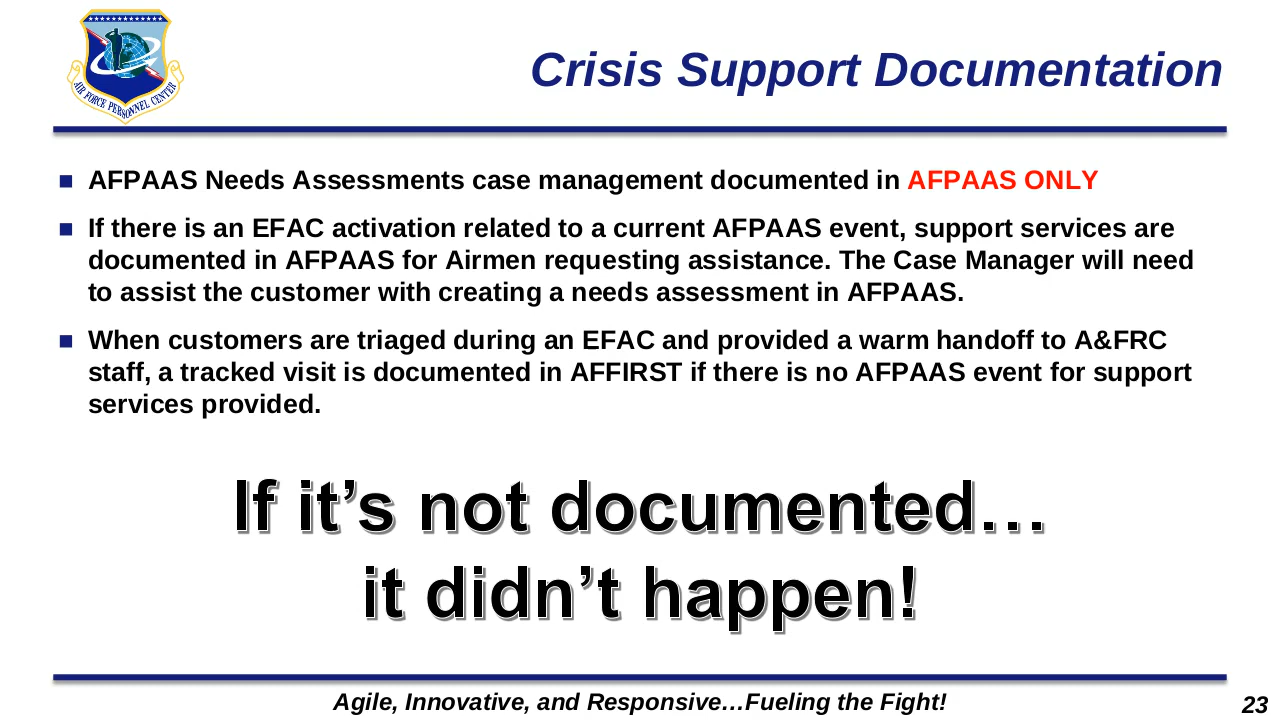 AIR FORCE PERSONNEL CENTER
Crisis Support Documentation
AFPAAS Needs Assessments case management documented in AFPAAS ONLY
If there is an EFAC activation related to a current AFPAAS event, support services are
documented in AFPAAS for Airmen requesting assistance. The Case Manager will need
to assist the customer with creating a needs assessment in AFPAAS.
When customers are triaged during an EFAC and provided a warm handoff to A&FRC
staff, a tracked visit is documented in AFFIRST if there is no AFPAAS event for support
services provided.
If it’s not documented…
it didn’t happen!
Agile, Innovative, and Responsive…Fueling the Fight!
23